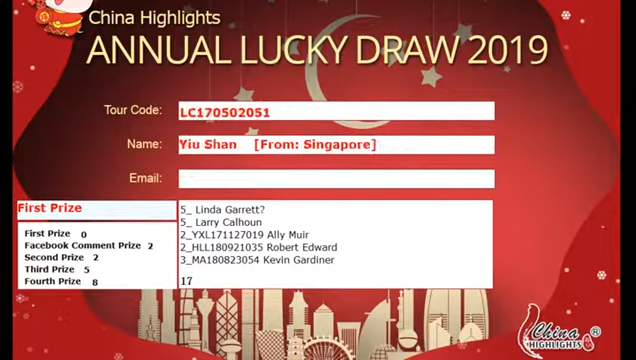 China Highlights
ANNUAL LUCKY DRAW 2019
Tour Code: LC170502051
Name: Yiu Shan [From: Singapore]
Email:
First Prize
First Prize 0
Facebook Comment Prize 2
Second Prize 2
Third Prize 5
Fourth Prize 8
5_ Linda Garrett?
5_ Larry Calhoun
2_YXL171127019 Ally Muir
2_HLL180921035 Robert Edward
3_MA180823054 Kevin Gardiner
17
China
HIGHLIGHTS®